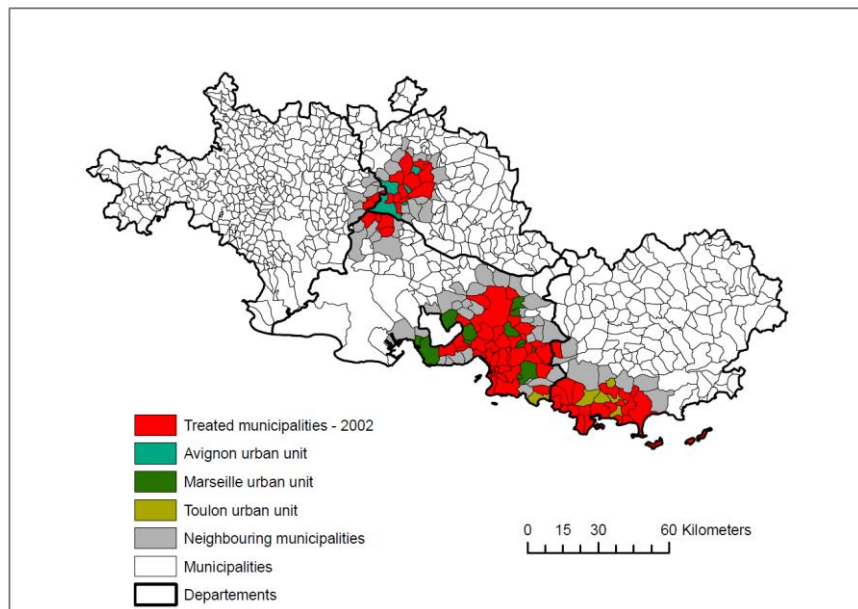 Treated municipalities - 2002
Avignon urban unit
Marseille urban unit
Toulon urban unit
Neighbouring municipalities
Municipalities
Departements
0 15 30 60 Kilometers